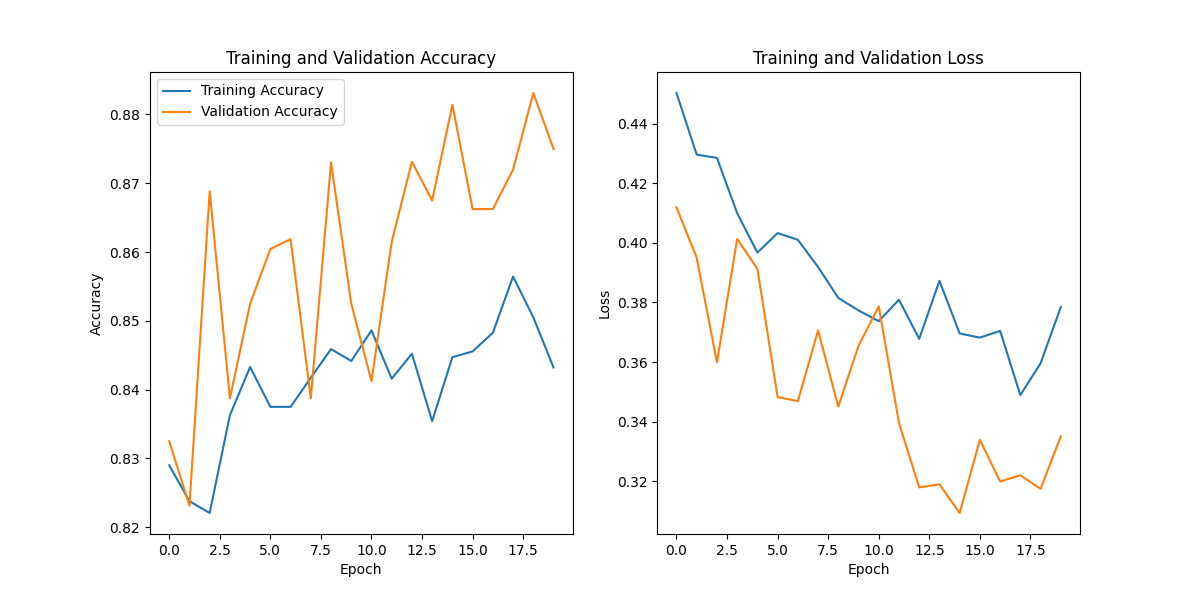 Training and Validation Accuracy
Training Accuracy
Validation Accuracy
0.88
0.87
0.86
0.85
0.84
0.83
0.82
Accuracy
0.0 2.5 5.0 7.5 10.0 12.5 15.0 17.5
Epoch
Training and Validation Loss
0.44
0.42
0.40
0.38
0.36
0.34
0.32
Loss
0.0 2.5 5.0 7.5 10.0 12.5 15.0 17.5
Epoch